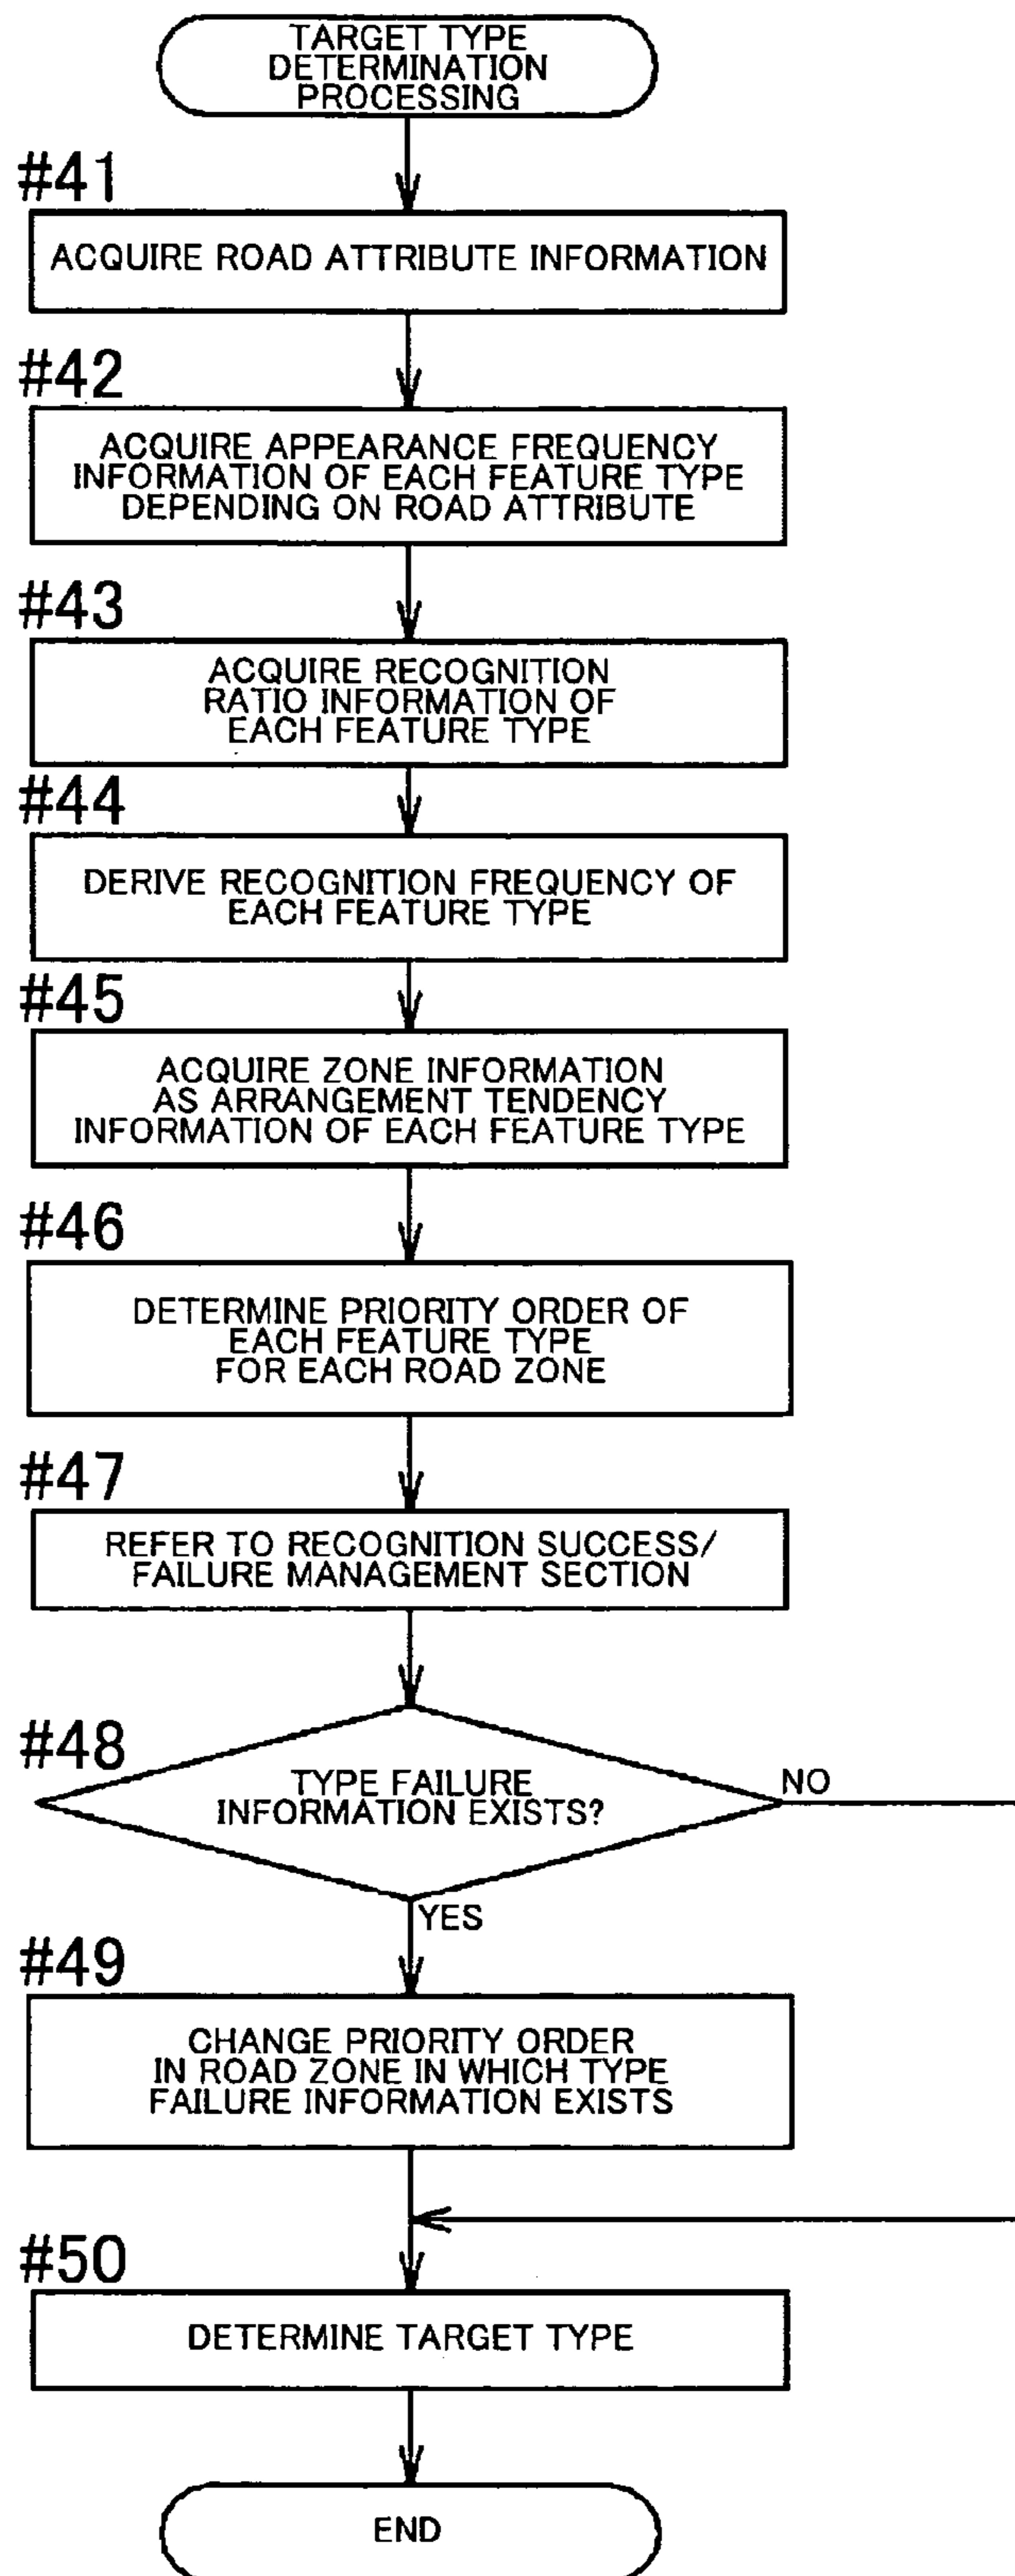 TARGET TYPE
DETERMINATION
PROCESSING
#41
ACQUIRE ROAD ATTRIBUTE INFORMATION
#42
ACQUIRE APPEARANCE FREQUENCY
INFORMATION OF EACH FEATURE TYPE
DEPENDING ON ROAD ATTRIBUTE
#43
ACQUIRE RECOGNITION
RATIO INFORMATION OF
EACH FEATURE TYPE
#44
DERIVE RECOGNITION FREQUENCY OF
EACH FEATURE TYPE
#45
ACQUIRE ZONE INFORMATION
AS ARRANGEMENT TENDENCY
INFORMATION OF EACH FEATURE TYPE
#46
DETERMINE PRIORITY ORDER OF
EACH FEATURE TYPE
FOR EACH ROAD ZONE
#47
REFER TO RECOGNITION SUCCESS/
FAILURE MANAGEMENT SECTION
#48
TYPE FAILURE
INFORMATION EXISTS?
NO
YES
#49
CHANGE PRIORITY ORDER
IN ROAD ZONE IN WHICH TYPE
FAILURE INFORMATION EXISTS
#50
DETERMINE TARGET TYPE
END